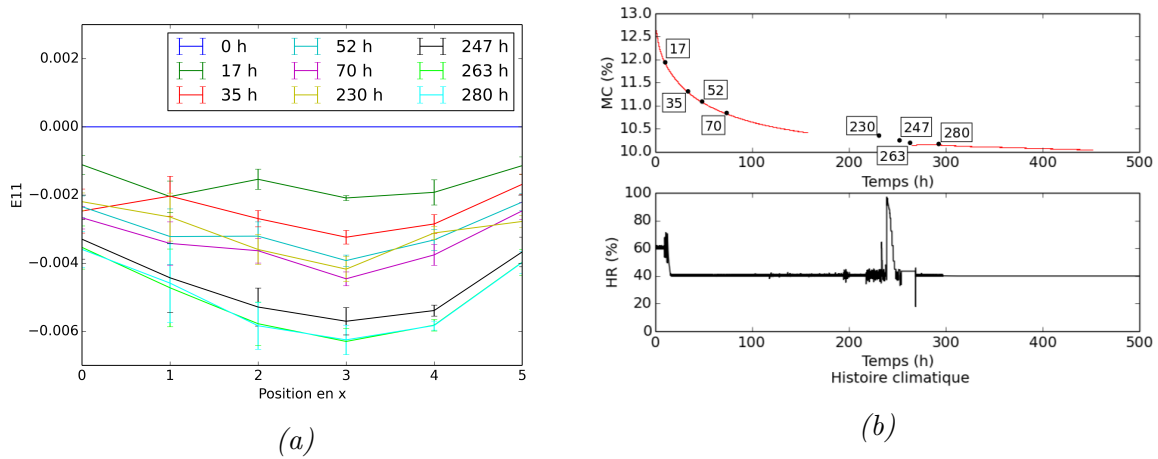 0.002
0.000
−0.002
−0.004
−0.006
E11
0 h 52 h 247 h
17 h 70 h 263 h
35 h 230 h 280 h
0 1 2 3 4 5
Position en x
(a)
13.0
12.5
12.0
11.5
11.0
10.5
10.0
MC (%)
17
35
52
70
230
247
280
263
0 100 200 300 400 500
Temps (h)
100
80
60
40
20
0
HR (%)
0 100 200 300 400 500
Temps (h)
Histoire climatique
(b)